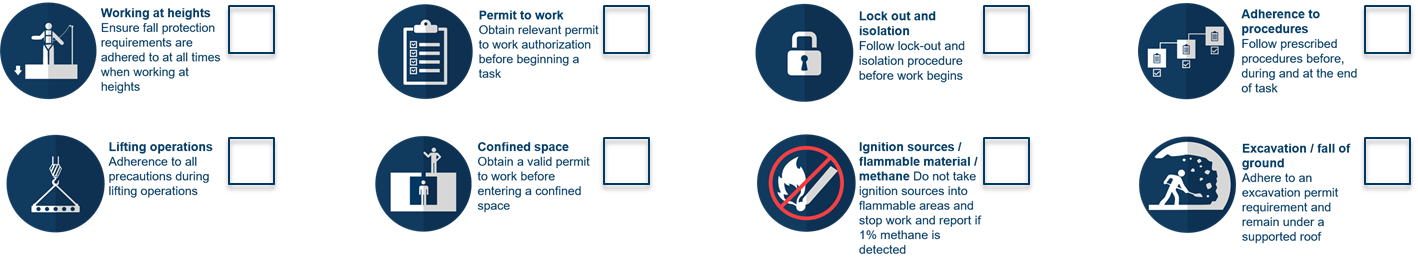 Working at heights
Ensure fall protection
requirements are
adhered to at all times
when working at
heights
Permit to work
Obtain relevant permit
to work authorization
before beginning a
task
Lock out and
isolation
Follow lock-out and
isolation procedure
before work begins
Adherence to
procedures
Follow prescribed
procedures before,
during and at the end
of task
Lifting operations
Adherence to all
precautions during
lifting operations
Confined space
Obtain a valid permit
to work before
entering a confined
space
Ignition sources /
flammable material /
methane Do not take
ignition sources into
flammable areas and
stop work and report if
1% methane is
detected
Excavation / fall of
ground
Adhere to an
excavation permit
requirement and
remain under a
supported roof